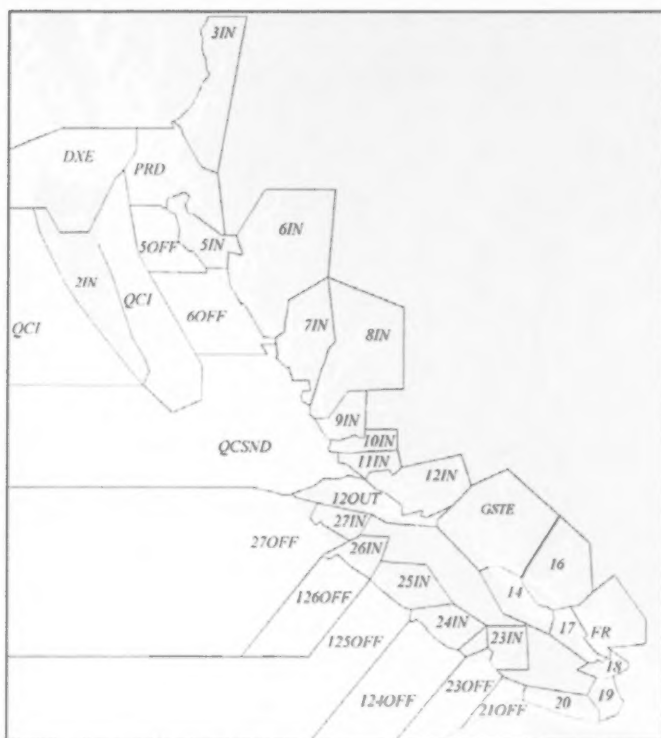 3IN
DXE
PRD
5OFF
5IN
6IN
2IN
QCI
QCI
6OFF
7IN
8IN
9IN
QCSND
10IN
11IN
12IN
12OUT
GSTE
27IN
27OFF
26IN
16
25IN
14
126OFF
24IN
17
FR
125OFF
23IN
18
23OFF
19
124OFF
20
21OFF